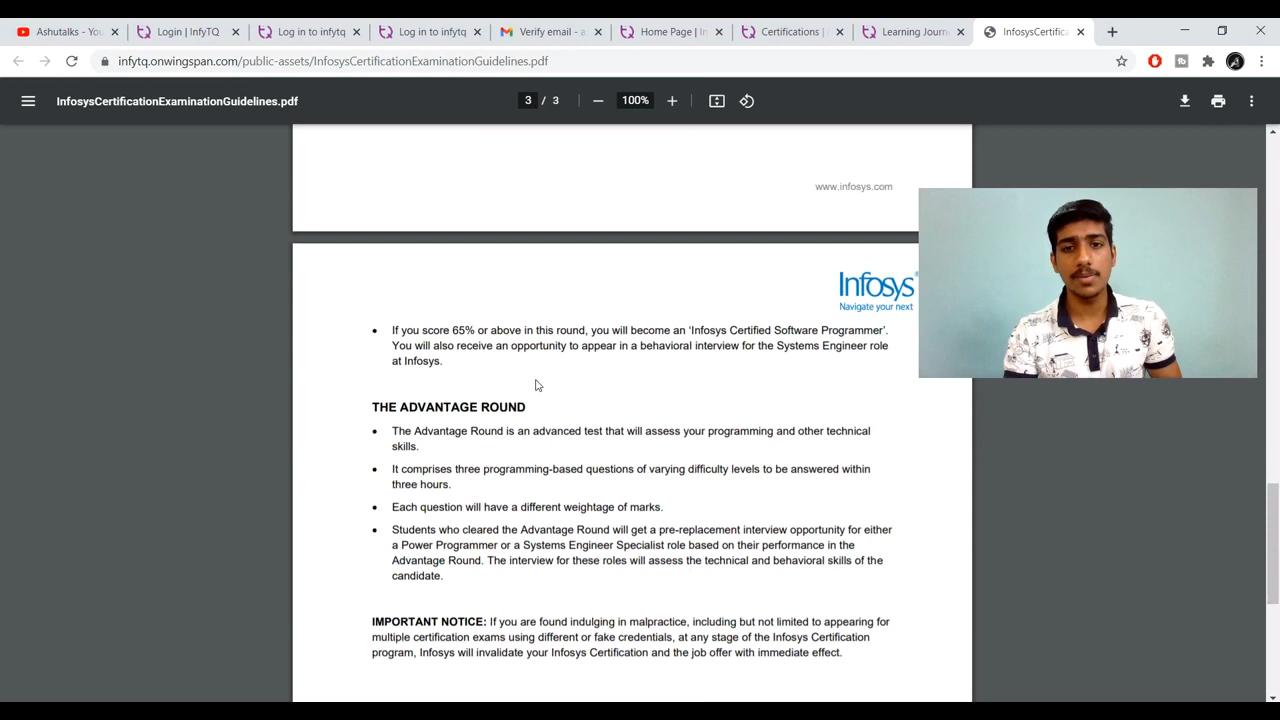 Ashutalks - You
Login | InfyTQ
Log in to infytq
Log in to infytq
Verify email - a
Home Page | In
Certifications |
Learning Journ
InfosysCertifica
infytq.onwingspan.com/public-assets/InfosysCertificationExaminationGuidelines.pdf
InfosysCertificationExaminationGuidelines.pdf
3 / 3
100%
www.infosys.com
Infosys®
Navigate your next
• If you score 65% or above in this round, you will become an ‘Infosys Certified Software Programmer’.
You will also receive an opportunity to appear in a behavioral interview for the Systems Engineer role
at Infosys.
THE ADVANTAGE ROUND
• The Advantage Round is an advanced test that will assess your programming and other technical
skills.
• It comprises three programming-based questions of varying difficulty levels to be answered within
three hours.
• Each question will have a different weightage of marks.
• Students who cleared the Advantage Round will get a pre-replacement interview opportunity for either
a Power Programmer or a Systems Engineer Specialist role based on their performance in the
Advantage Round. The interview for these roles will assess the technical and behavioral skills of the
candidate.
IMPORTANT NOTICE: If you are found indulging in malpractice, including but not limited to appearing for
multiple certification exams using different or fake credentials, at any stage of the Infosys Certification
program, Infosys will invalidate your Infosys Certification and the job offer with immediate effect.